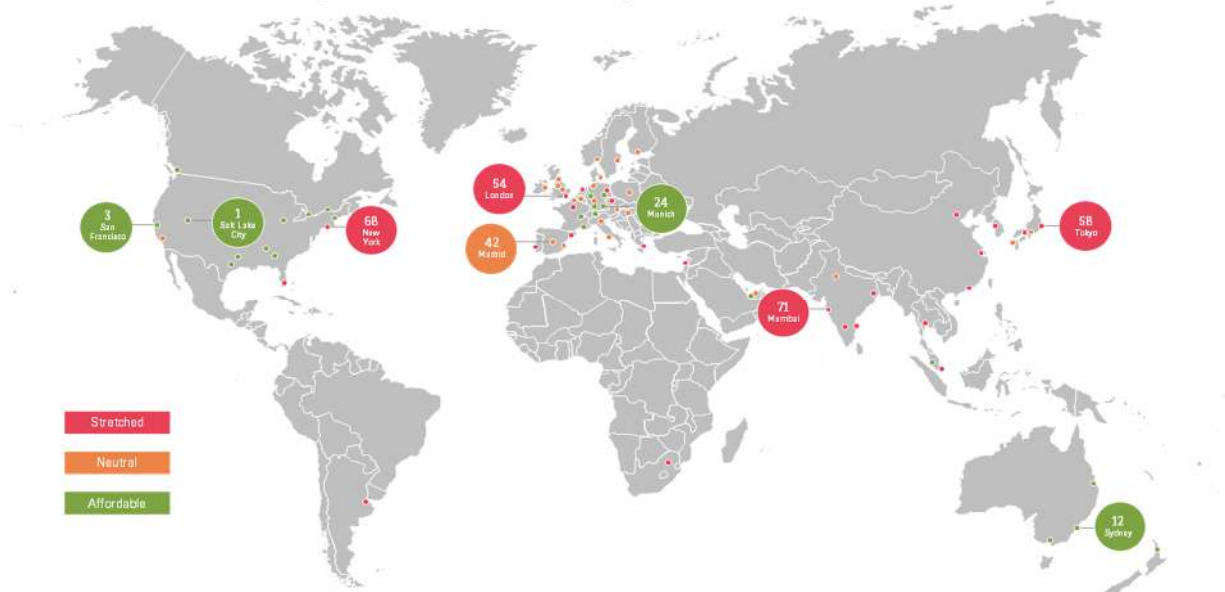 54
London
3
San
Francisco
1
Salt Lake
City
68
New
York
24
Munich
42
Madrid
58
Tokyo
71
Mumbai
Stretched
Neutral
Affordable
12
Sydney